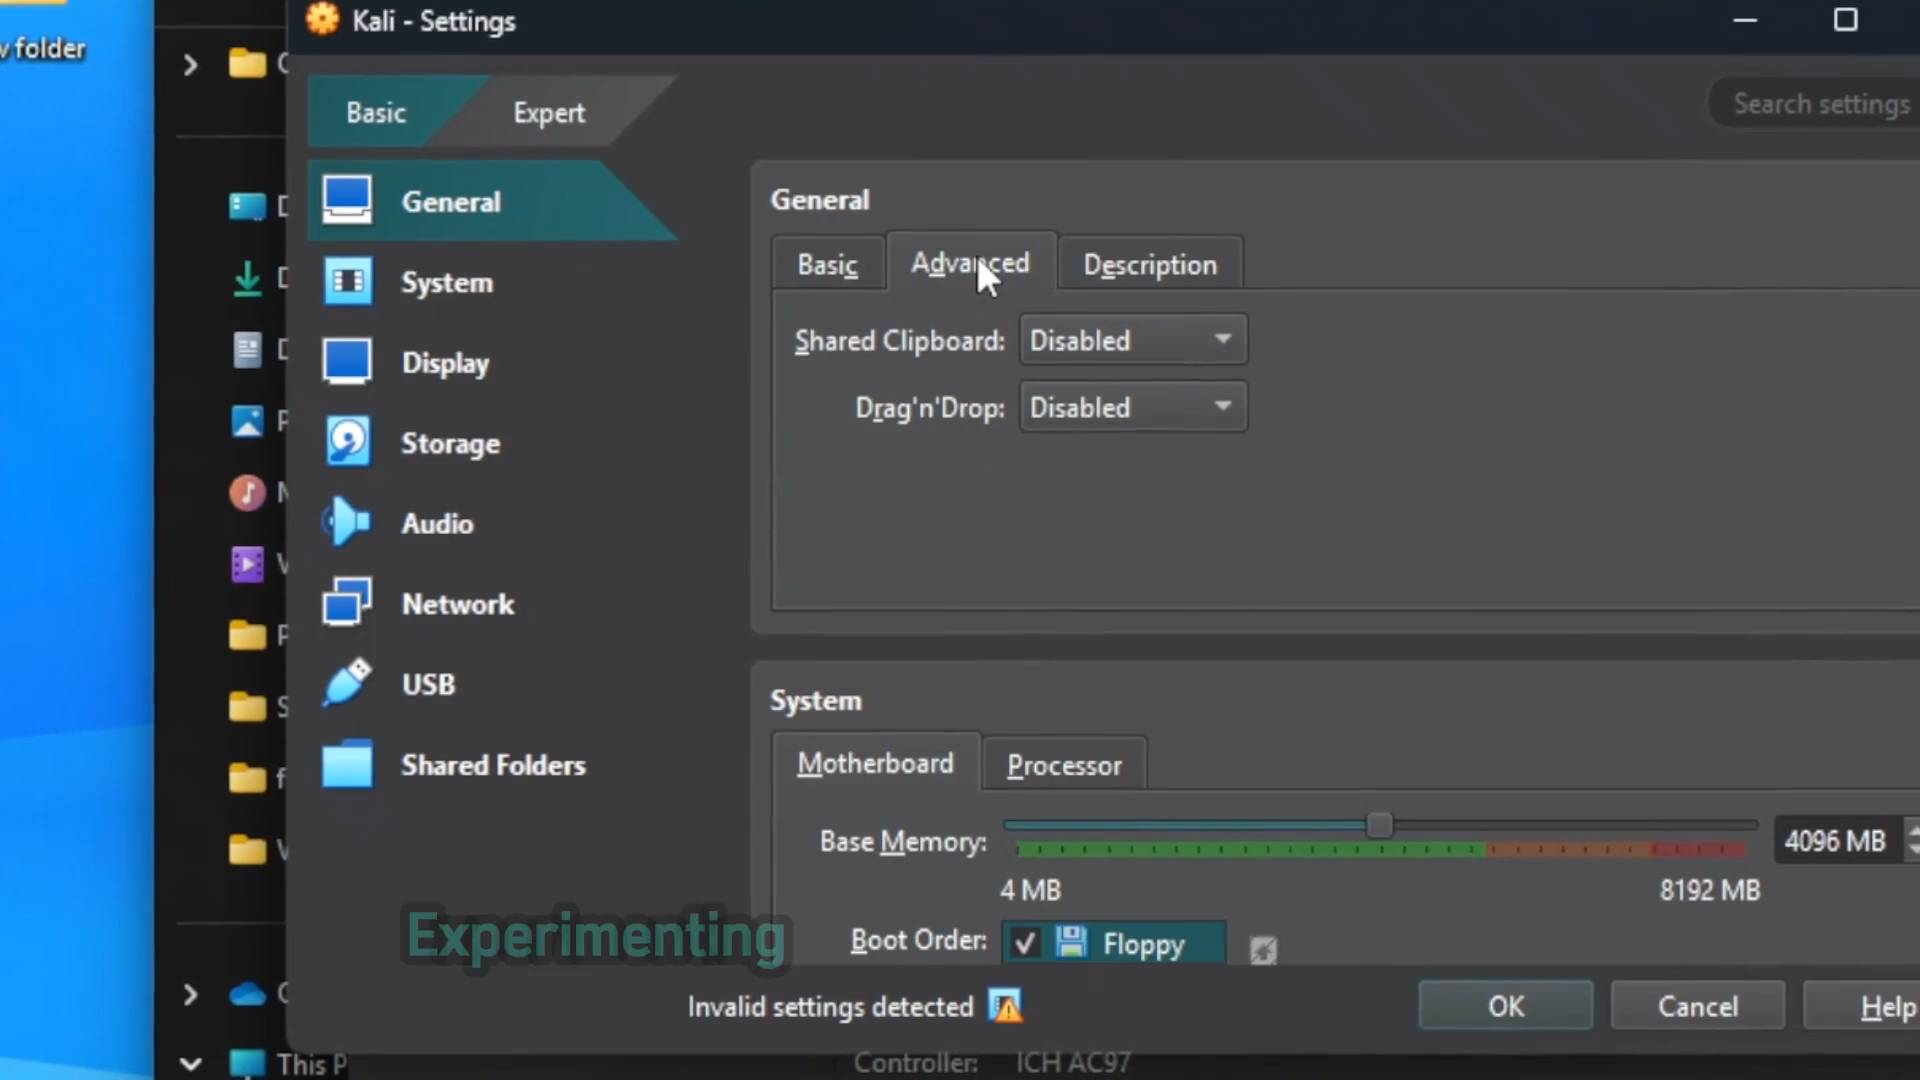 Kali - Settings
folder
Basic
Expert
Search settings
General
System
Display
Storage
Audio
Network
USB
Shared Folders
General
Basic
Advanced
Description
Shared Clipboard: Disabled
Drag'n'Drop: Disabled
System
Motherboard
Processor
Base Memory:
4096 MB
4 MB
8192 MB
Boot Order:
Floppy
Experimenting
Invalid settings detected
OK
Cancel
Help
This P
Controller: ICH AC97